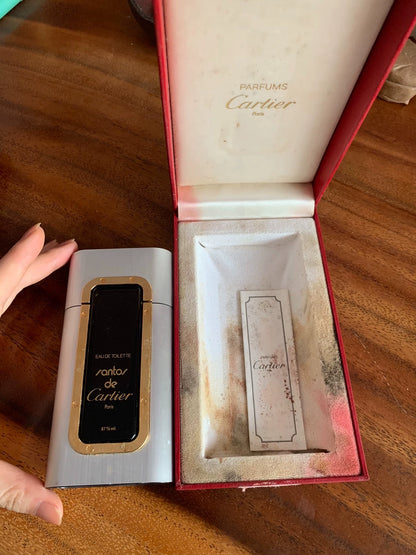 PARFUMS
Cartier
Paris
EAU DE TOILETTE
santos
de
Cartier
Paris
Cartier